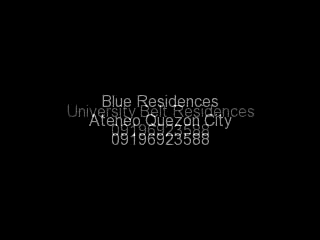 Blue Residences
University Belt Residences
Ateneo Quezon City
09196923588
09196923588